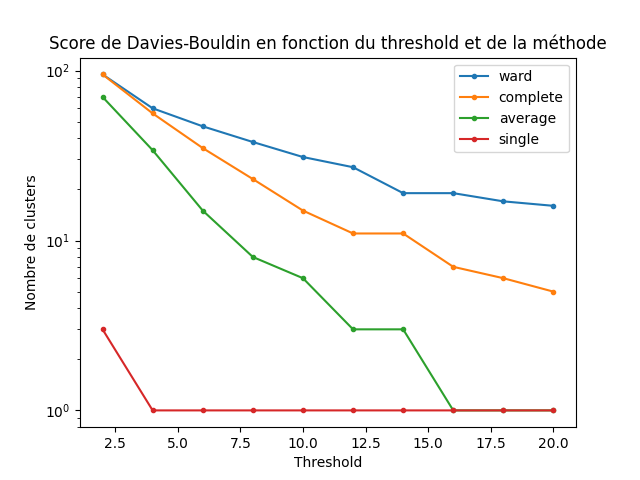 Score de Davies-Bouldin en fonction du threshold et de la méthode
ward
complete
average
single
Nombre de clusters
10²
10¹
10⁰
2.5 5.0 7.5 10.0 12.5 15.0 17.5 20.0
Threshold